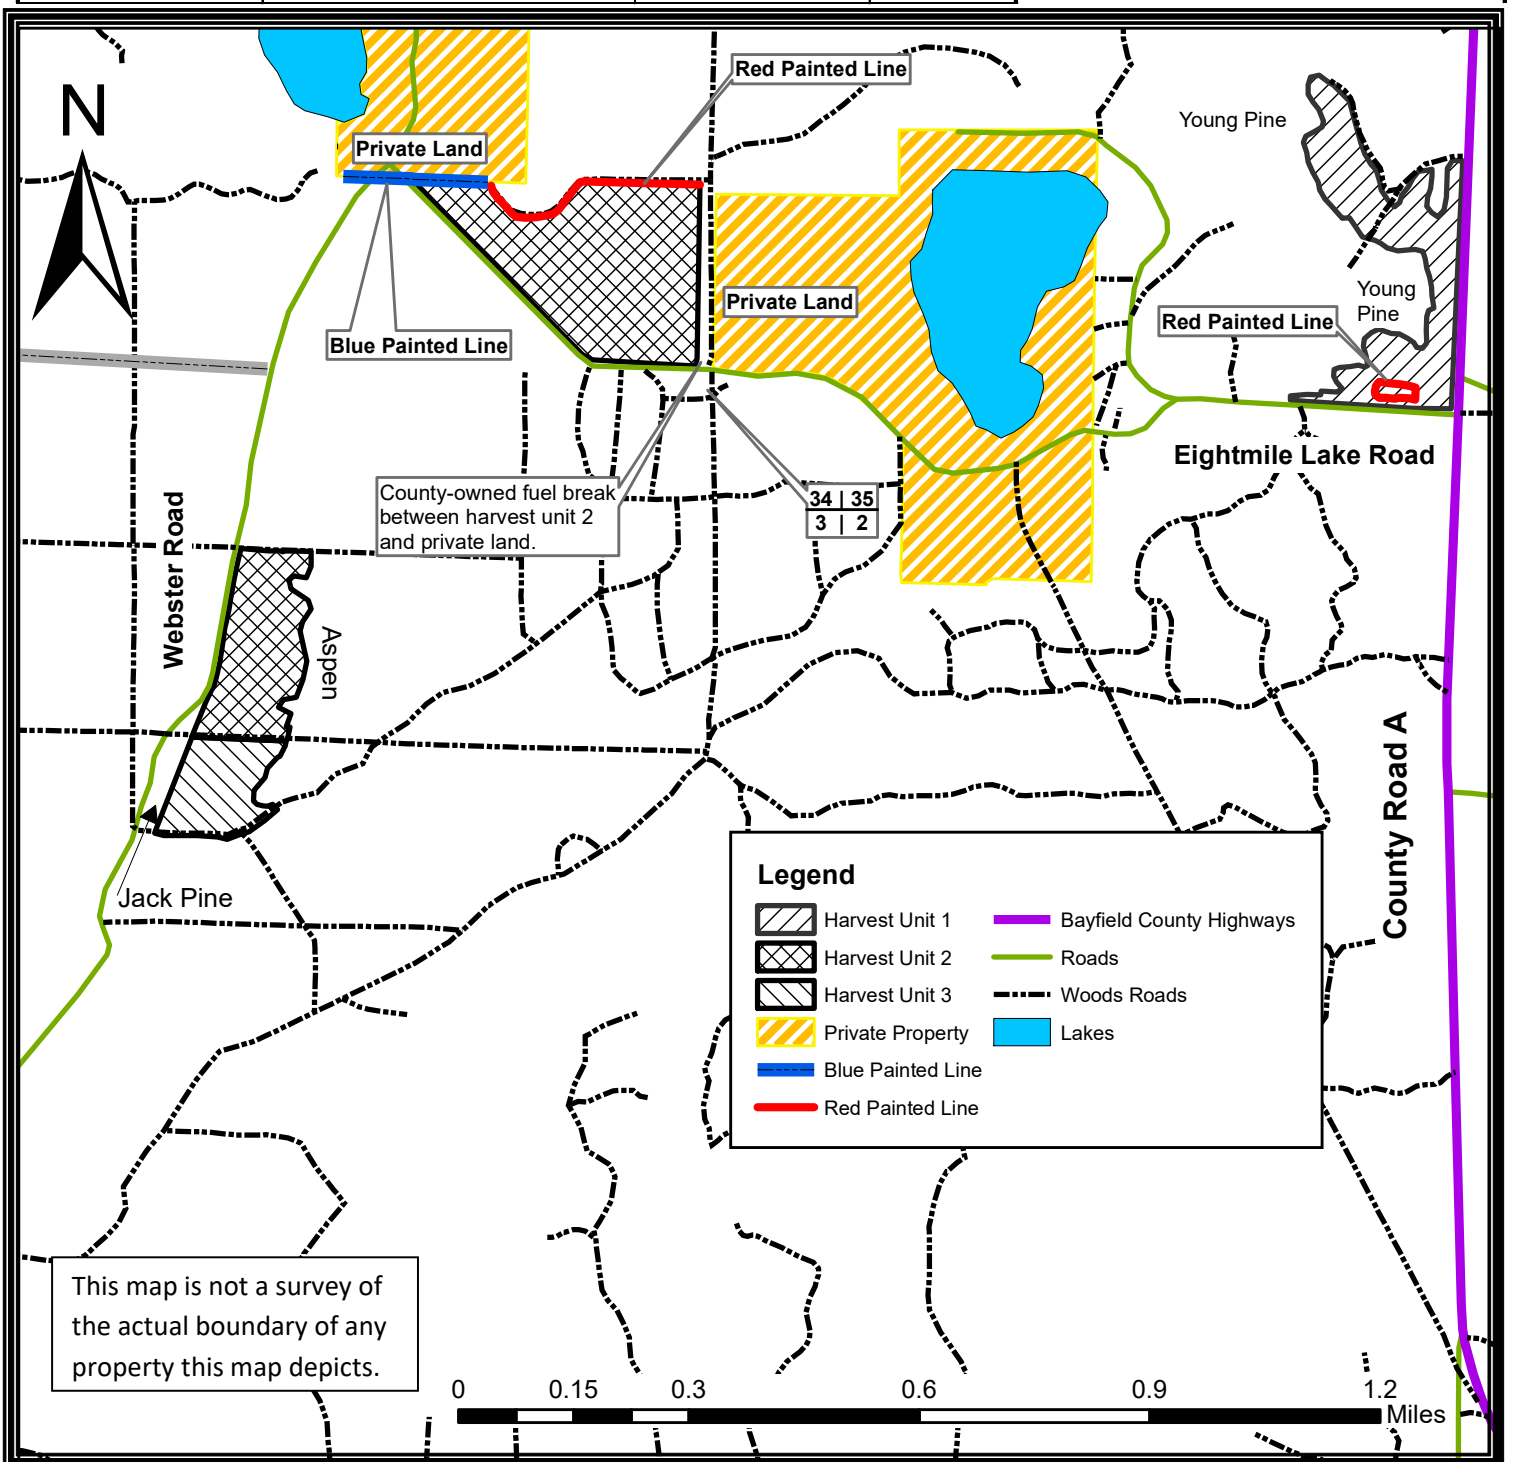 Red Painted Line
N
Young Pine
Private Land
Private Land
Young
Pine
Red Painted Line
Blue Painted Line
Eightmile Lake Road
County-owned fuel break
between harvest unit 2
and private land.
34 | 35
3 | 2
Webster Road
Aspen
County Road A
Jack Pine
Legend
Harvest Unit 1
Harvest Unit 2
Harvest Unit 3
Private Property
Blue Painted Line
Red Painted Line
Bayfield County Highways
Roads
Woods Roads
Lakes
This map is not a survey of
the actual boundary of any
property this map depicts.
0 0.15 0.3 0.6 0.9 1.2
Miles